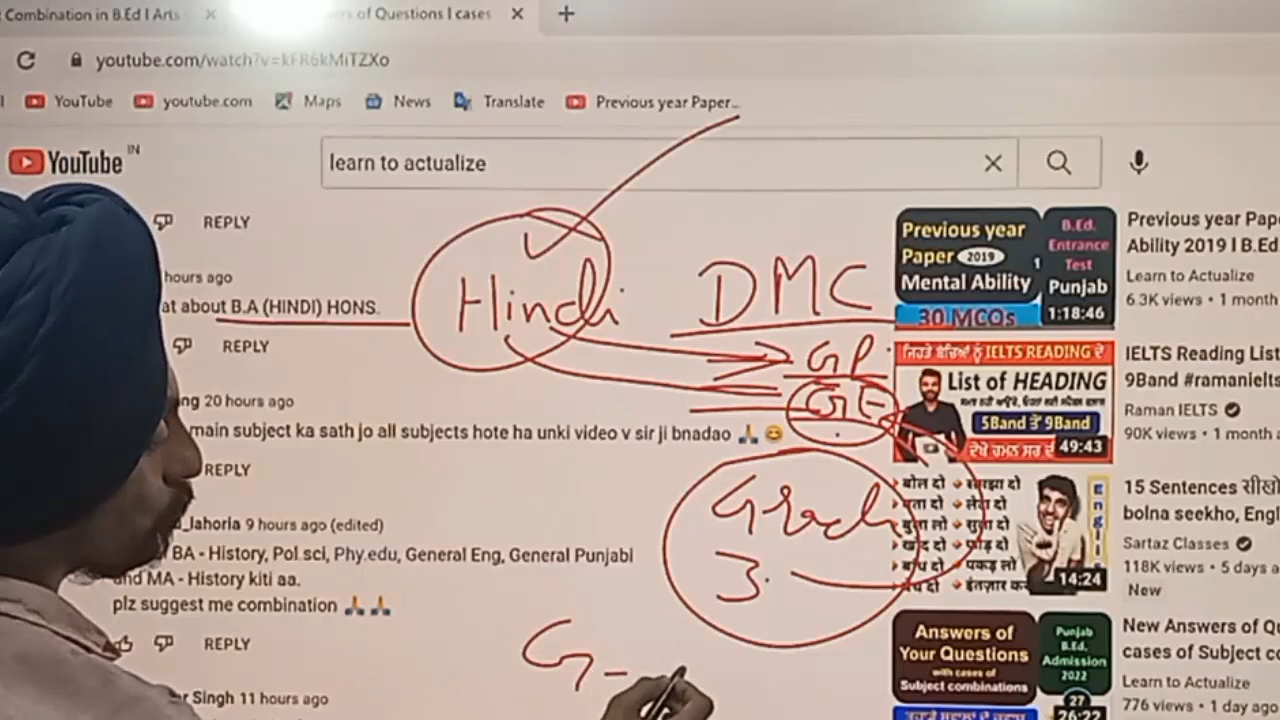 Combination in B.Ed I Arts
s of Questions I cases
youtube.com/watch?v=kFR6kMiTZXo
YouTube
youtube.com
Maps
News
Translate
Previous year Paper...
YouTube IN
learn to actualize
REPLY
hours ago
at about B.A (HINDI) HONS.
REPLY
ng 20 hours ago
main subject ka sath jo all subjects hote ha unki video v sir ji bnadao 🙏 😊
REPLY
_lahoria 9 hours ago (edited)
BA - History, Pol.sci, Phy.edu, General Eng, General Punjabi
and MA - History kiti aa.
plz suggest me combination 🙏🙏
REPLY
r Singh 11 hours ago
Hindi
DMC
GP
GE
3.
G-
Previous year
Paper 2019
Mental Ability
30 MCQs
B.Ed.
Entrance
Test
1
Punjab
1:18:46
Previous year Pap
Ability 2019 I B.Ed
Learn to Actualize
6.3K views • 1 month
IELTS READING
List of HEADING
5Band ਤੋਂ 9Band
49:43
IELTS Reading List
9Band #ramanielts
Raman IELTS
90K views • 1 month a
बोल दो
बता दो
लेटा दो
बुला लो
सुला दो
पकड़ लो
14:24
15 Sentences सीखो
bolna seekho, Engl
Sartaz Classes
118K views • 5 days a
New
Answers of
Your Questions
with cases of
Subject combinations
Punjab
B.Ed.
Admission
2022
27
26:22
New Answers of Qu
cases of Subject co
Learn to Actualize
776 views • 1 day ago